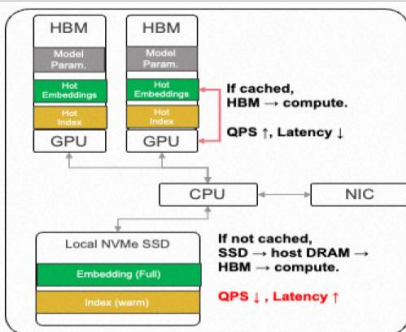 HBM
Model
Param.
Hot
Embeddings
Hot
Index
GPU
HBM
Model
Param.
Hot
Embeddings
Hot
Index
GPU
If cached,
HBM → compute.
QPS ↑, Latency ↓
CPU
NIC
Local NVMe SSD
Embedding (Full)
Index (warm)
If not cached,
SSD → host DRAM →
HBM → compute.
QPS ↓ , Latency ↑